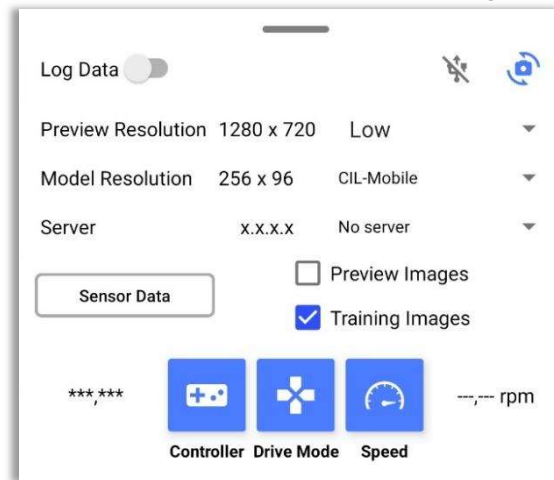 Log Data
Preview Resolution 1280 x 720 Low
Model Resolution 256 x 96 CIL-Mobile
Server x.x.x.x No server
Preview Images
Sensor Data
Training Images
***,*** ---,--- rpm
Controller Drive Mode Speed